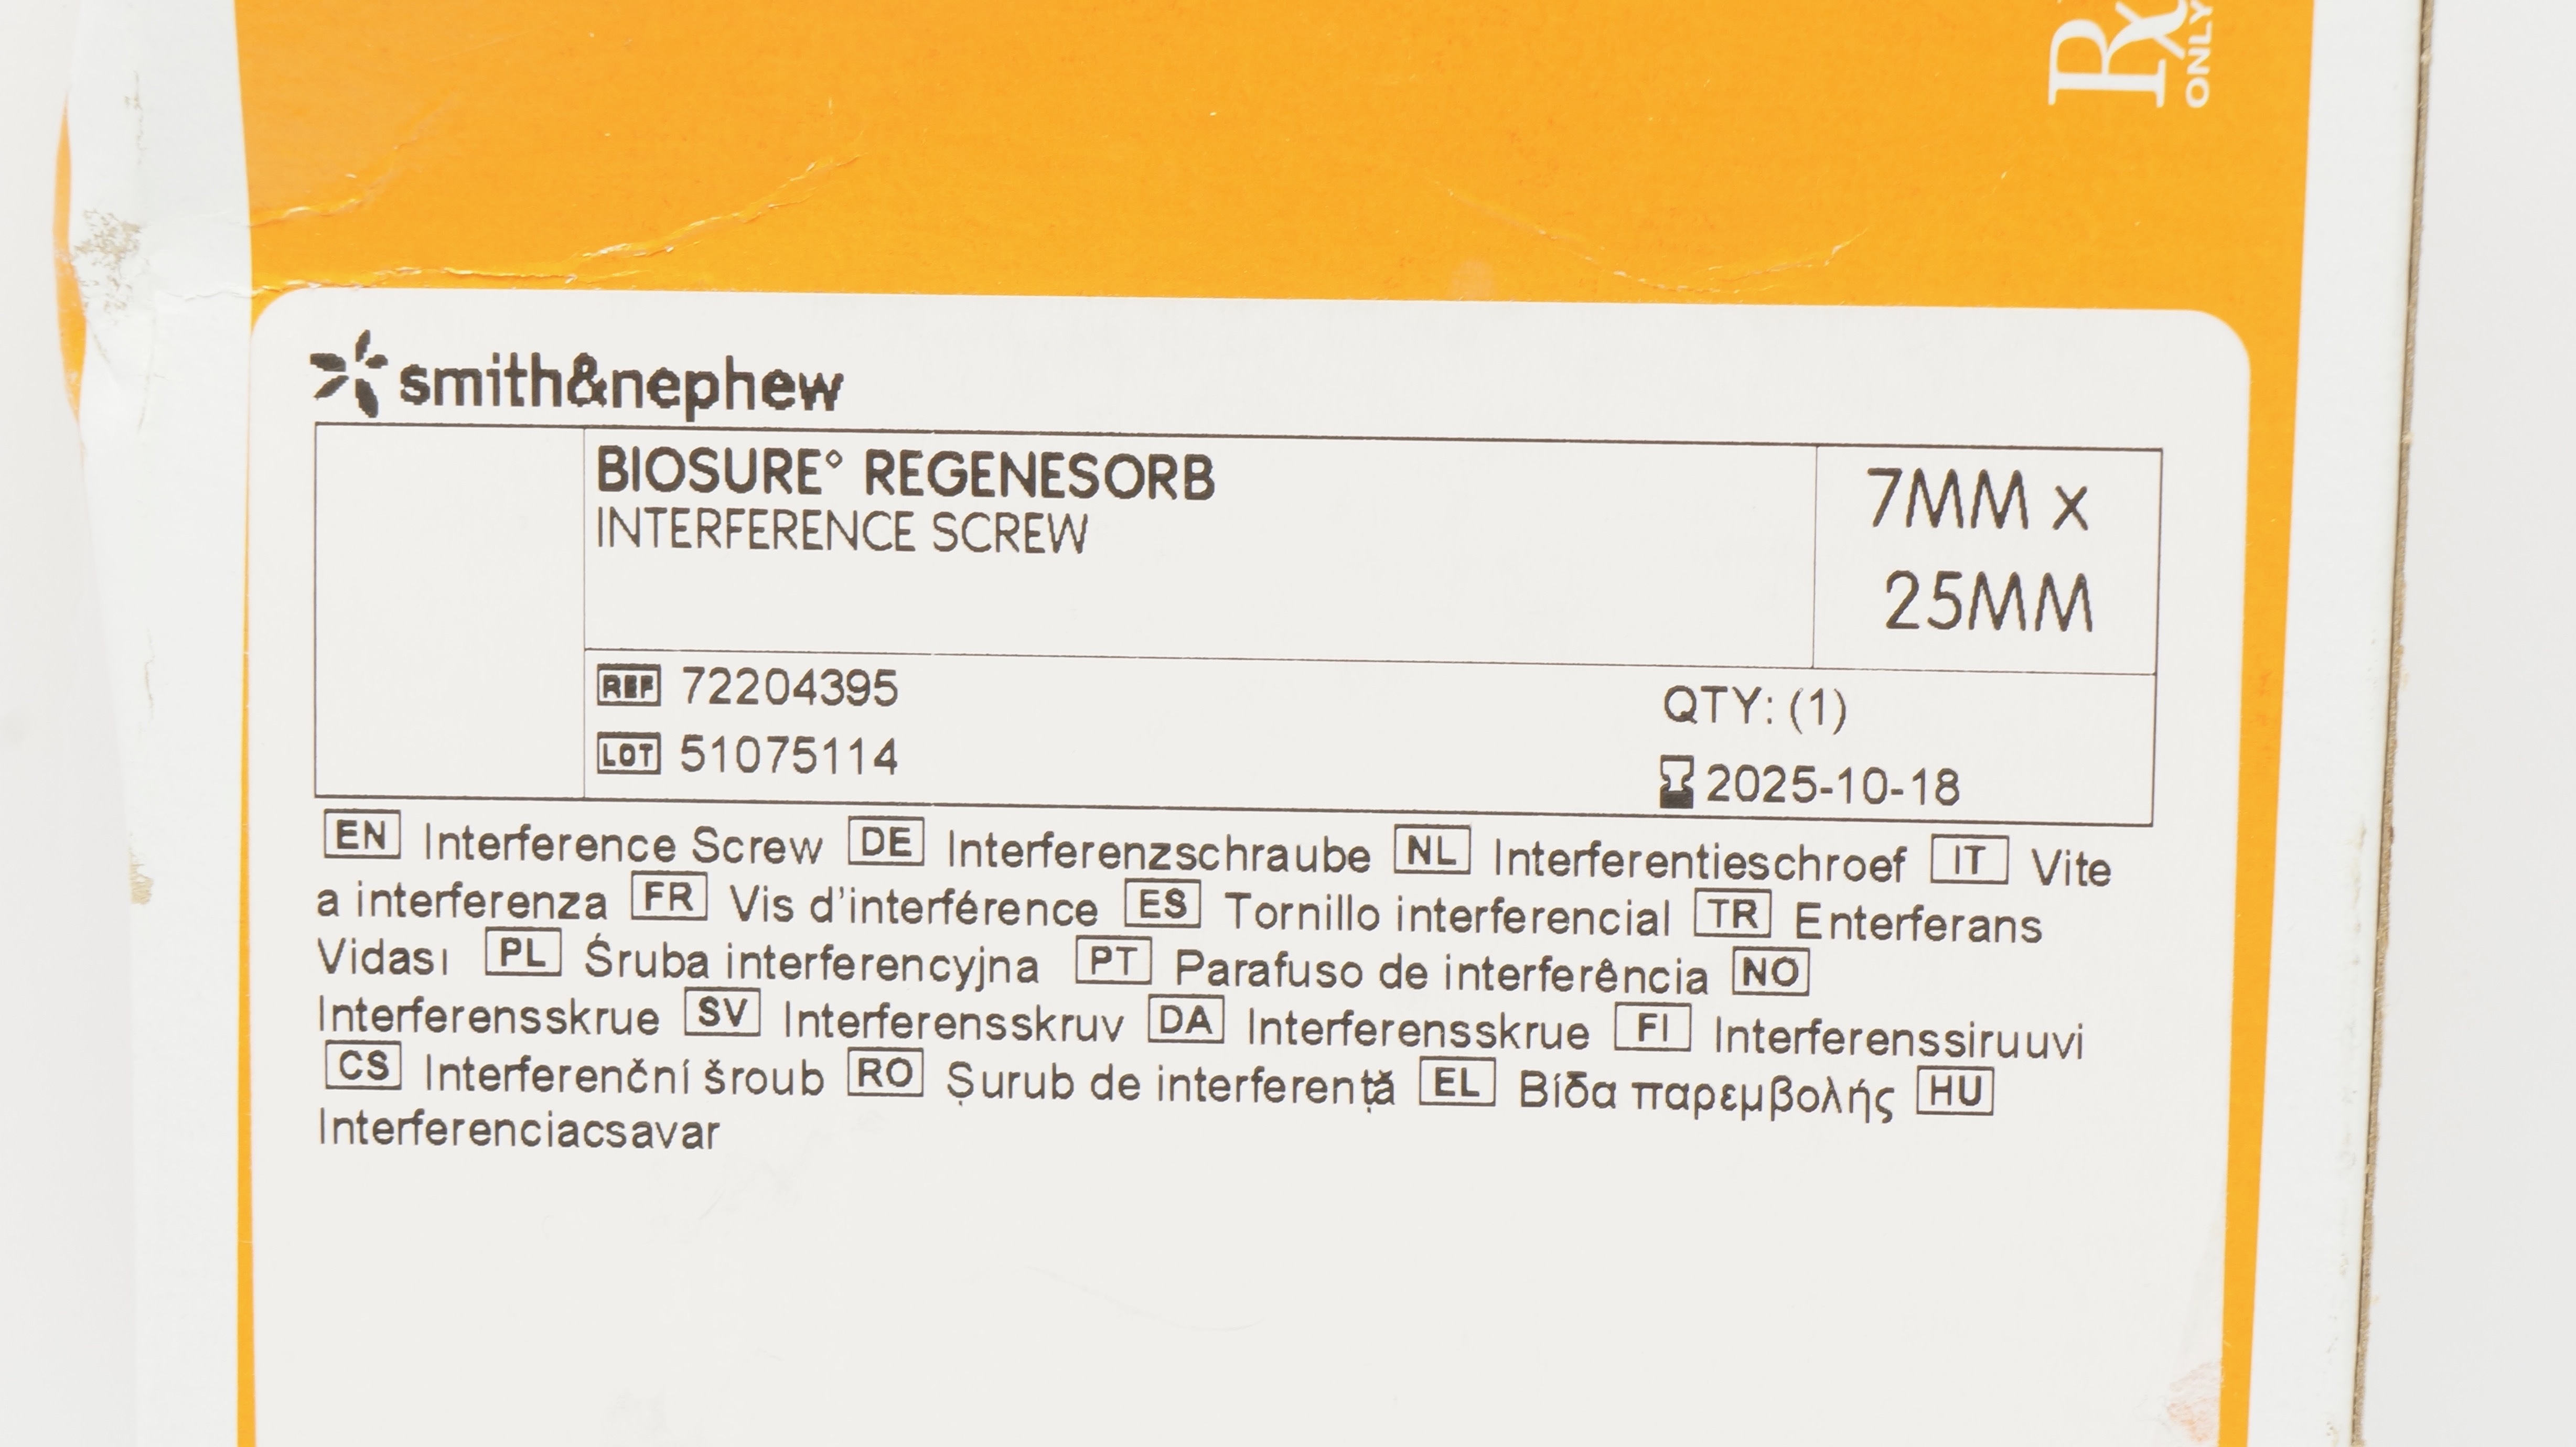 Rx
ONLY
smith&nephew
BIOSURE◊ REGENESORB
INTERFERENCE SCREW
7MM x
25MM
REF 72204395
LOT 51075114
QTY: (1)
2025-10-18
EN Interference Screw DE Interferenzschraube NL Interferentieschroef IT Vite
a interferenza FR Vis d'interférence ES Tornillo interferencial TR Enterferans
Vidası PL Śruba interferencyjna PT Parafuso de interferência NO
Interferensskrue SV Interferensskruv DA Interferensskrue FI Interferenssiruuvi
CS Interferenční šroub RO Șurub de interferență EL Βίδα παρεμβολής HU
Interferenciacsavar